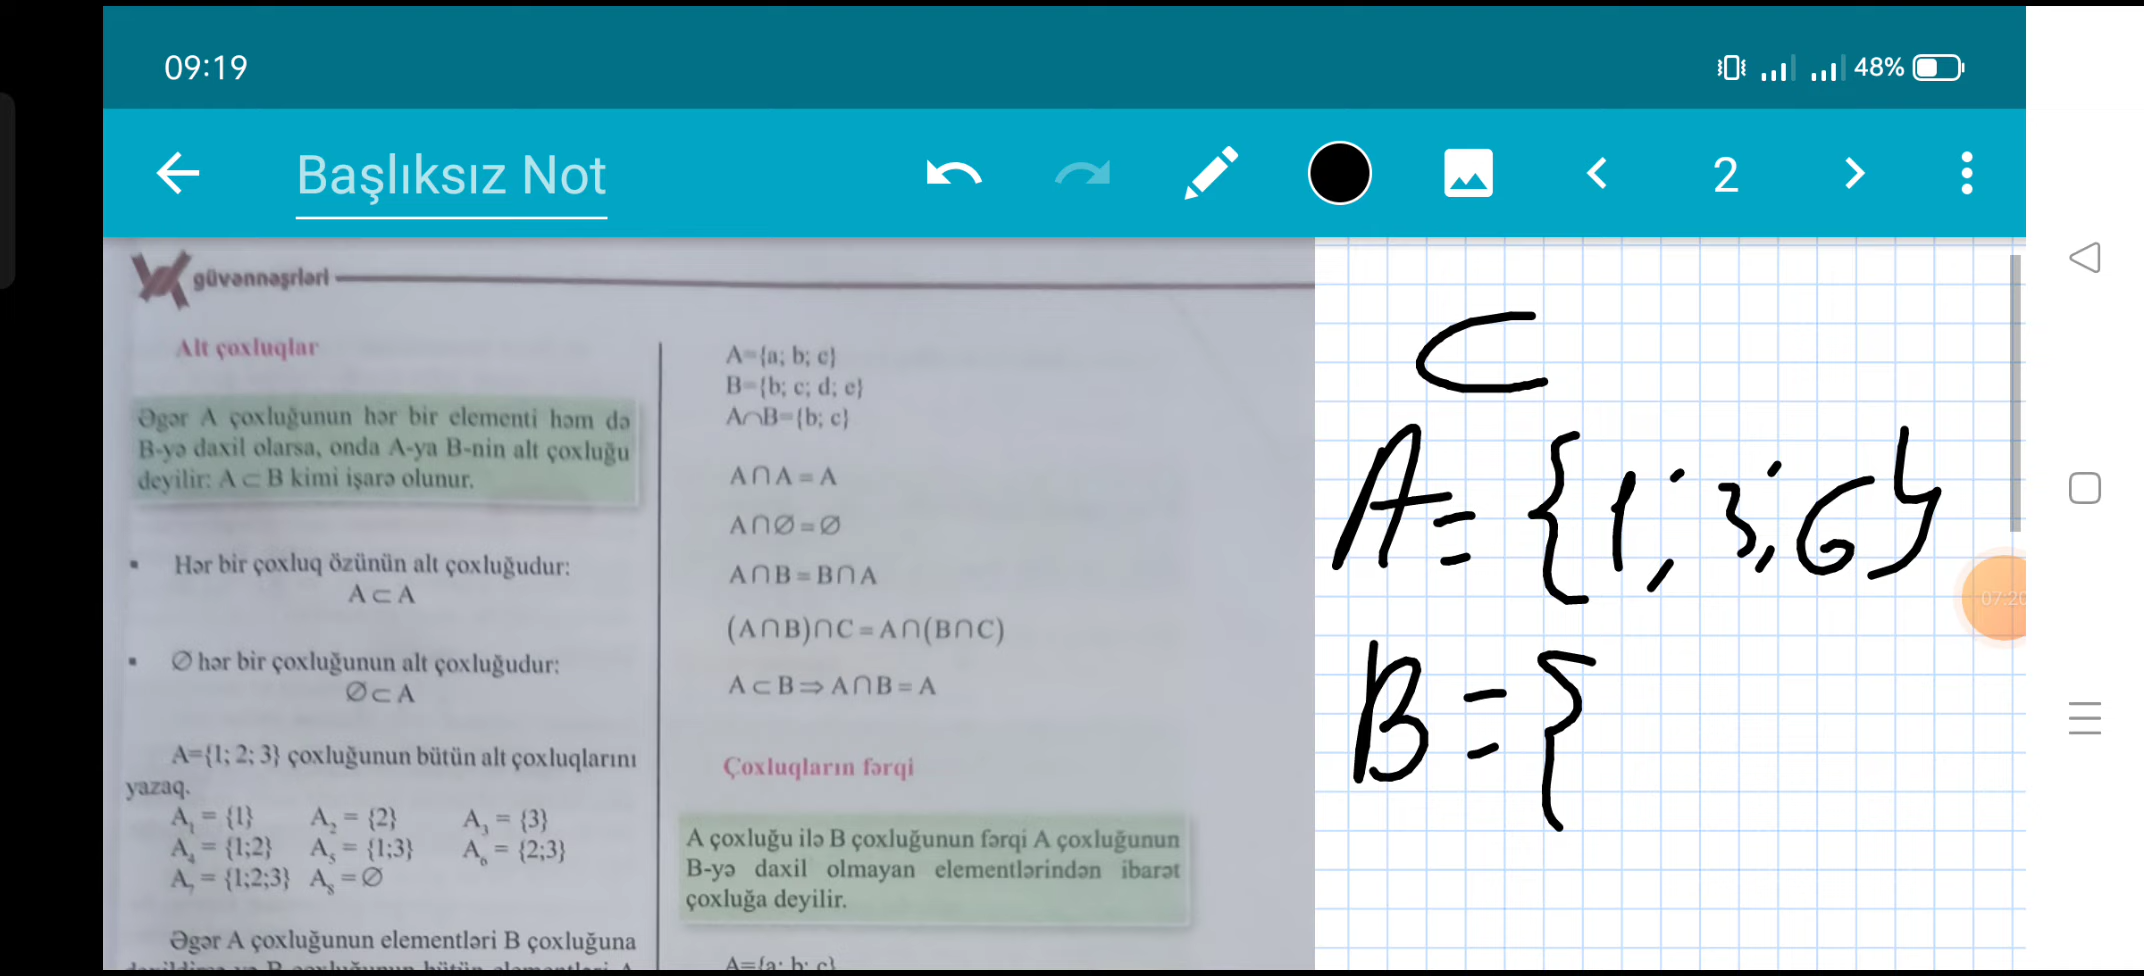 09:19
48%
Başlıksız Not
2
güvənnəşrləri
Alt çoxluqlar
Əgər A çoxluğunun hər bir elementi həm də
B-yə daxil olarsa, onda A-ya B-nin alt çoxluğu
deyilir: A ⊂ B kimi işarə olunur.
▪ Hər bir çoxluq özünün alt çoxluğudur:
A ⊂ A
▪ ∅ hər bir çoxluğunun alt çoxluğudur:
∅ ⊂ A
A={1; 2; 3} çoxluğunun bütün alt çoxluqlarını
yazaq.
A₁ = {1} A₂ = {2} A₃ = {3}
A₄ = {1;2} A₅ = {1;3} A₆ = {2;3}
A₇ = {1;2;3} A₈ = ∅
Əgər A çoxluğunun elementləri B çoxluğuna
A={a; b; c}
B={b; c; d; e}
A∩B={b; c}
A∩A = A
A∩∅ = ∅
A∩B = B∩A
(A∩B)∩C = A∩(B∩C)
A ⊂ B ⇒ A∩B = A
Çoxluqların fərqi
A çoxluğu ilə B çoxluğunun fərqi A çoxluğunun
B-yə daxil olmayan elementlərindən ibarət
çoxluğa deyilir.
A={a; b; c}
⊂
A={1; 3; 6}
B={
07:20